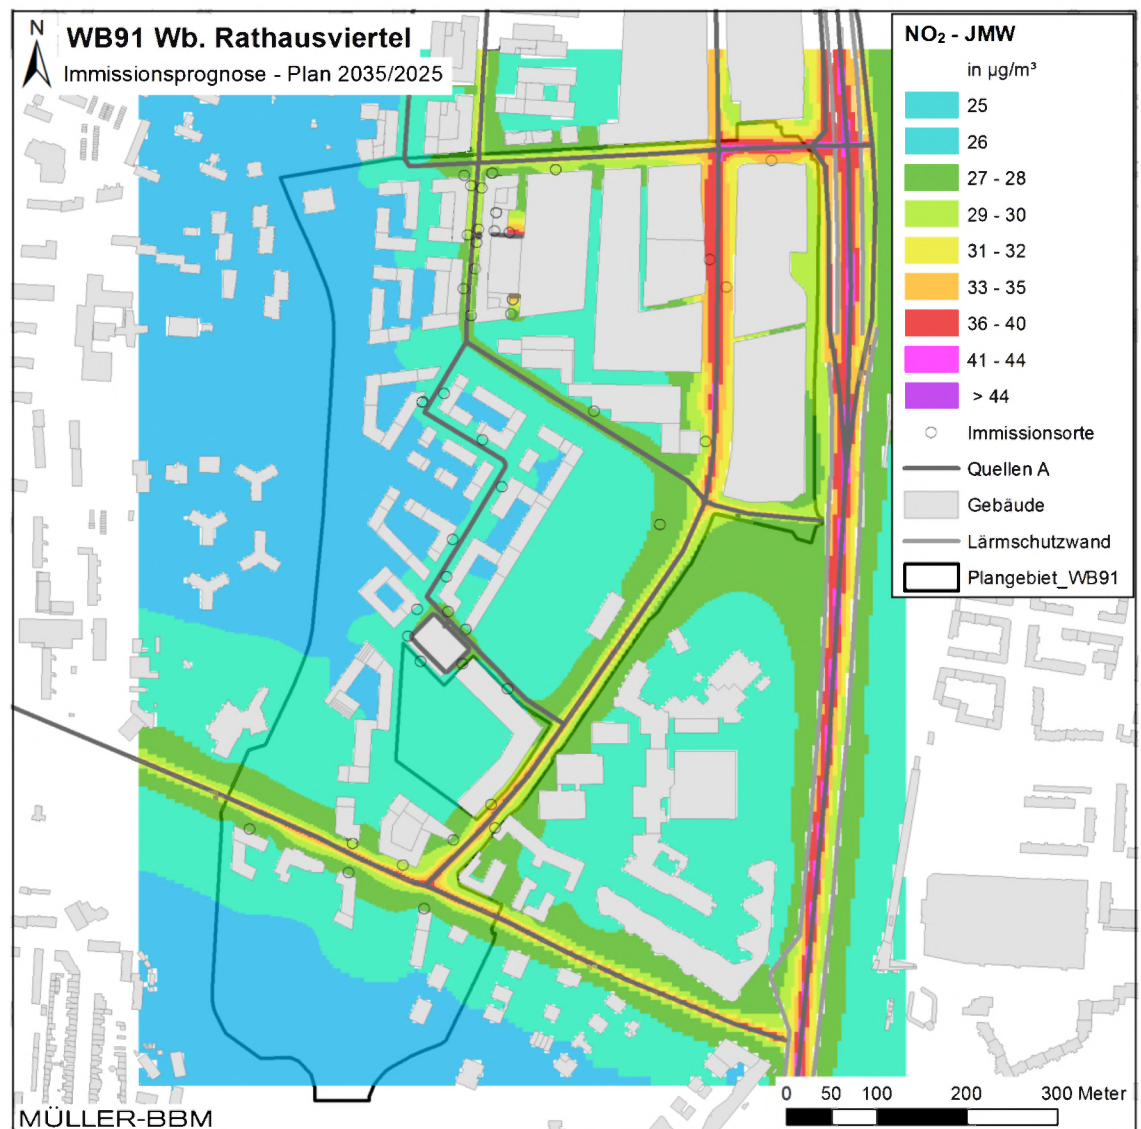 N
WB91 Wb. Rathausviertel
Immissionsprognose - Plan 2035/2025
NO₂ - JMW
in µg/m³
25
26
27 - 28
29 - 30
31 - 32
33 - 35
36 - 40
41 - 44
> 44
Immissionsorte
Quellen A
Gebäude
Lärmschutzwand
Plangebiet_WB91
0 50 100 200 300 Meter
MÜLLER-BBM